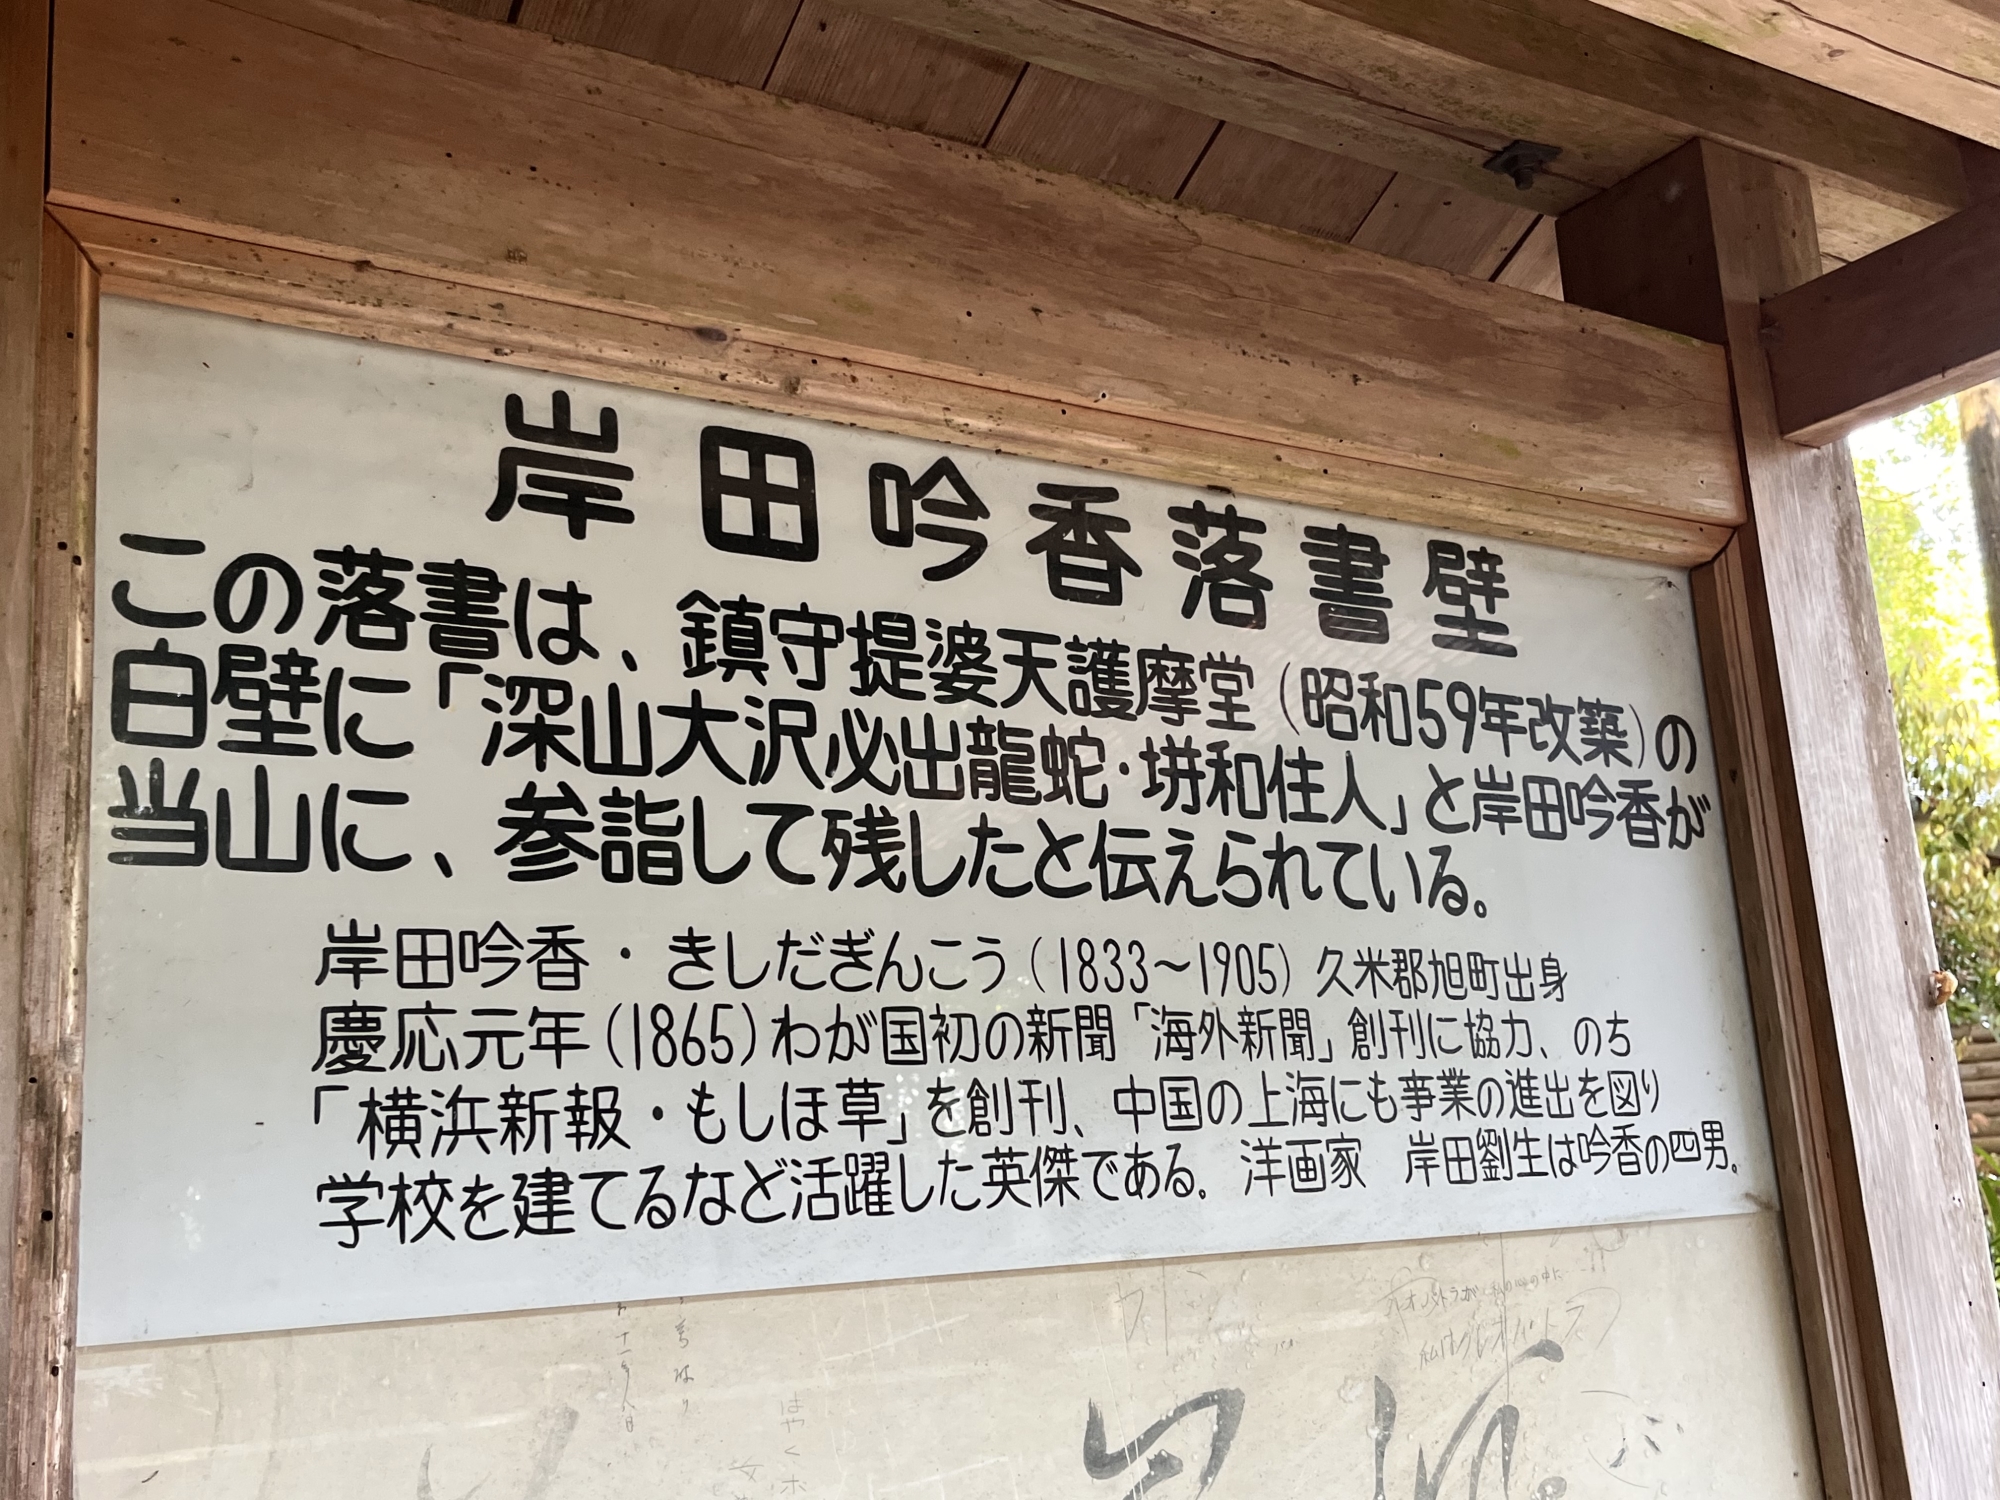 岸田吟香落書壁
この落書は、鎮守提婆天護摩堂（昭和59年改築）の
白壁に「深山大沢必出龍蛇・垪和住人」と岸田吟香が
当山に、参詣して残したと伝えられている。
岸田吟香・きしだぎんこう（1833〜1905）久米郡旭町出身
慶応元年（1865）わが国初の新聞「海外新聞」創刊に協力、のち
「横浜新報・もしほ草」を創刊、中国の上海にも事業の進出を図り
学校を建てるなど活躍した英傑である。洋画家　岸田劉生は吟香の四男。